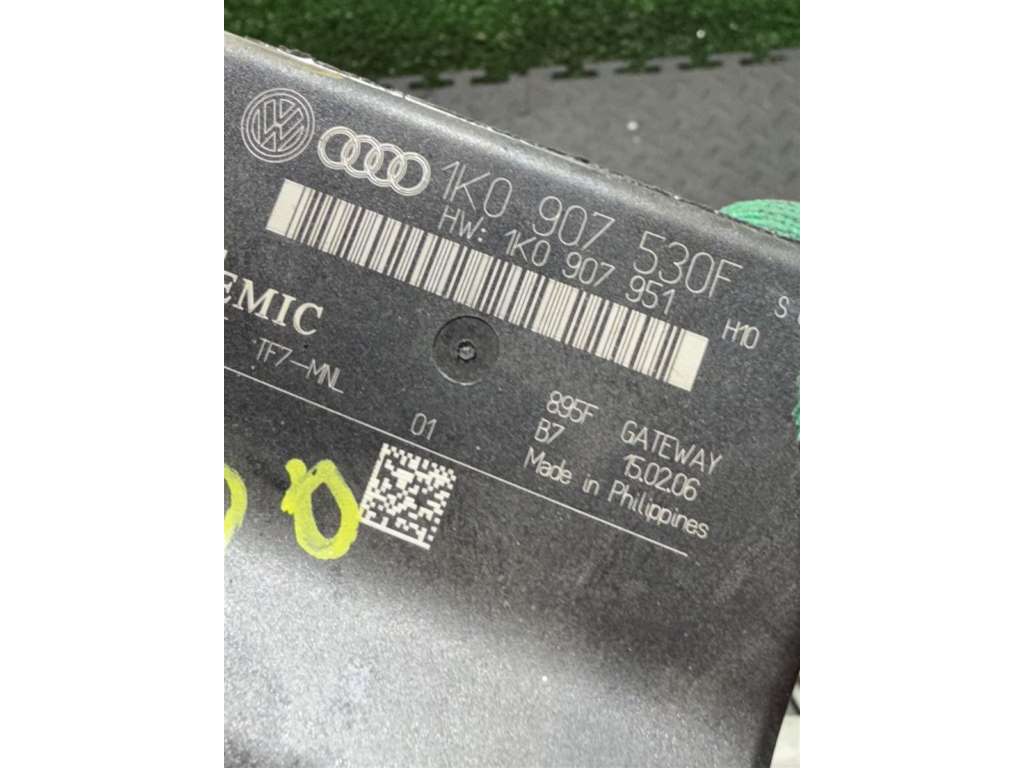 1K0 907 530F
HW: 1K0 907 951
H10
S
EMIC
TF7-MNL
01
895F GATEWAY
B7 15.02.06
Made in Philippines
0